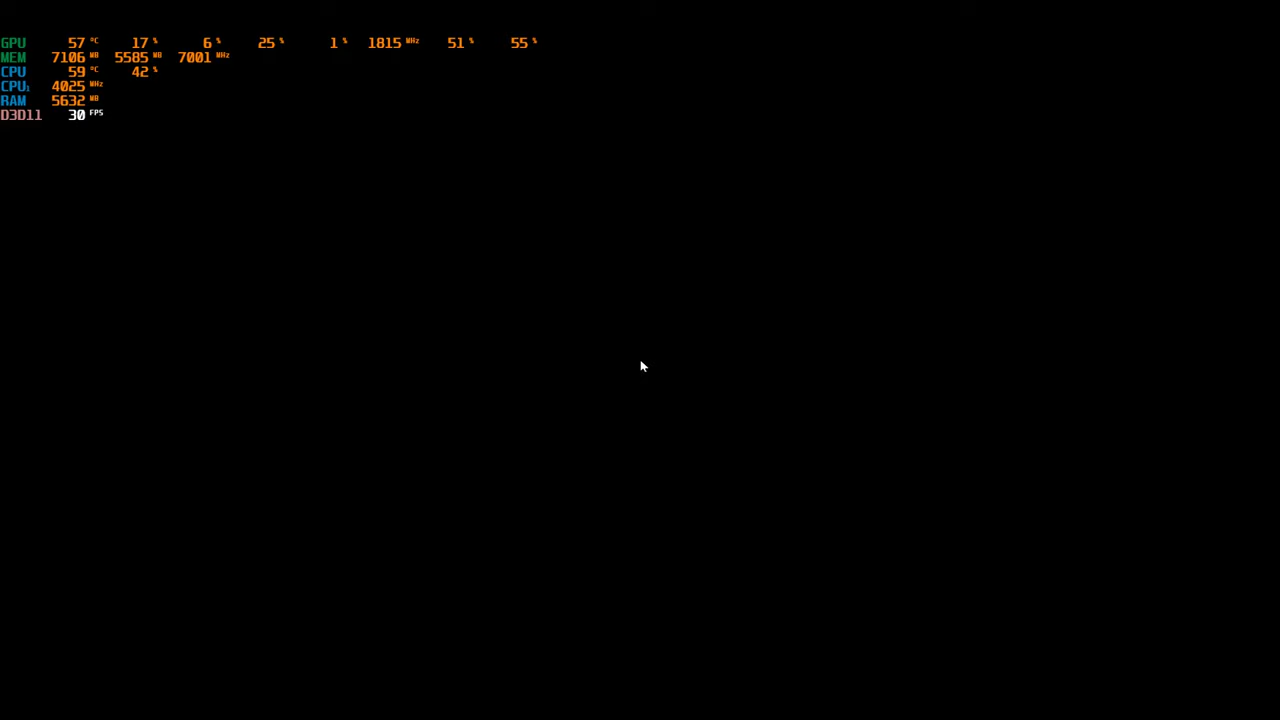 GPU 57 °C 17 % 6 % 25 % 1 % 1815 MHz 51 % 55 %
MEM 7106 MB 5585 MB 7001 MHz
CPU 59 °C 42 %
CPU1 4025 MHz
RAM 5632 MB
D3D11 30 FPS